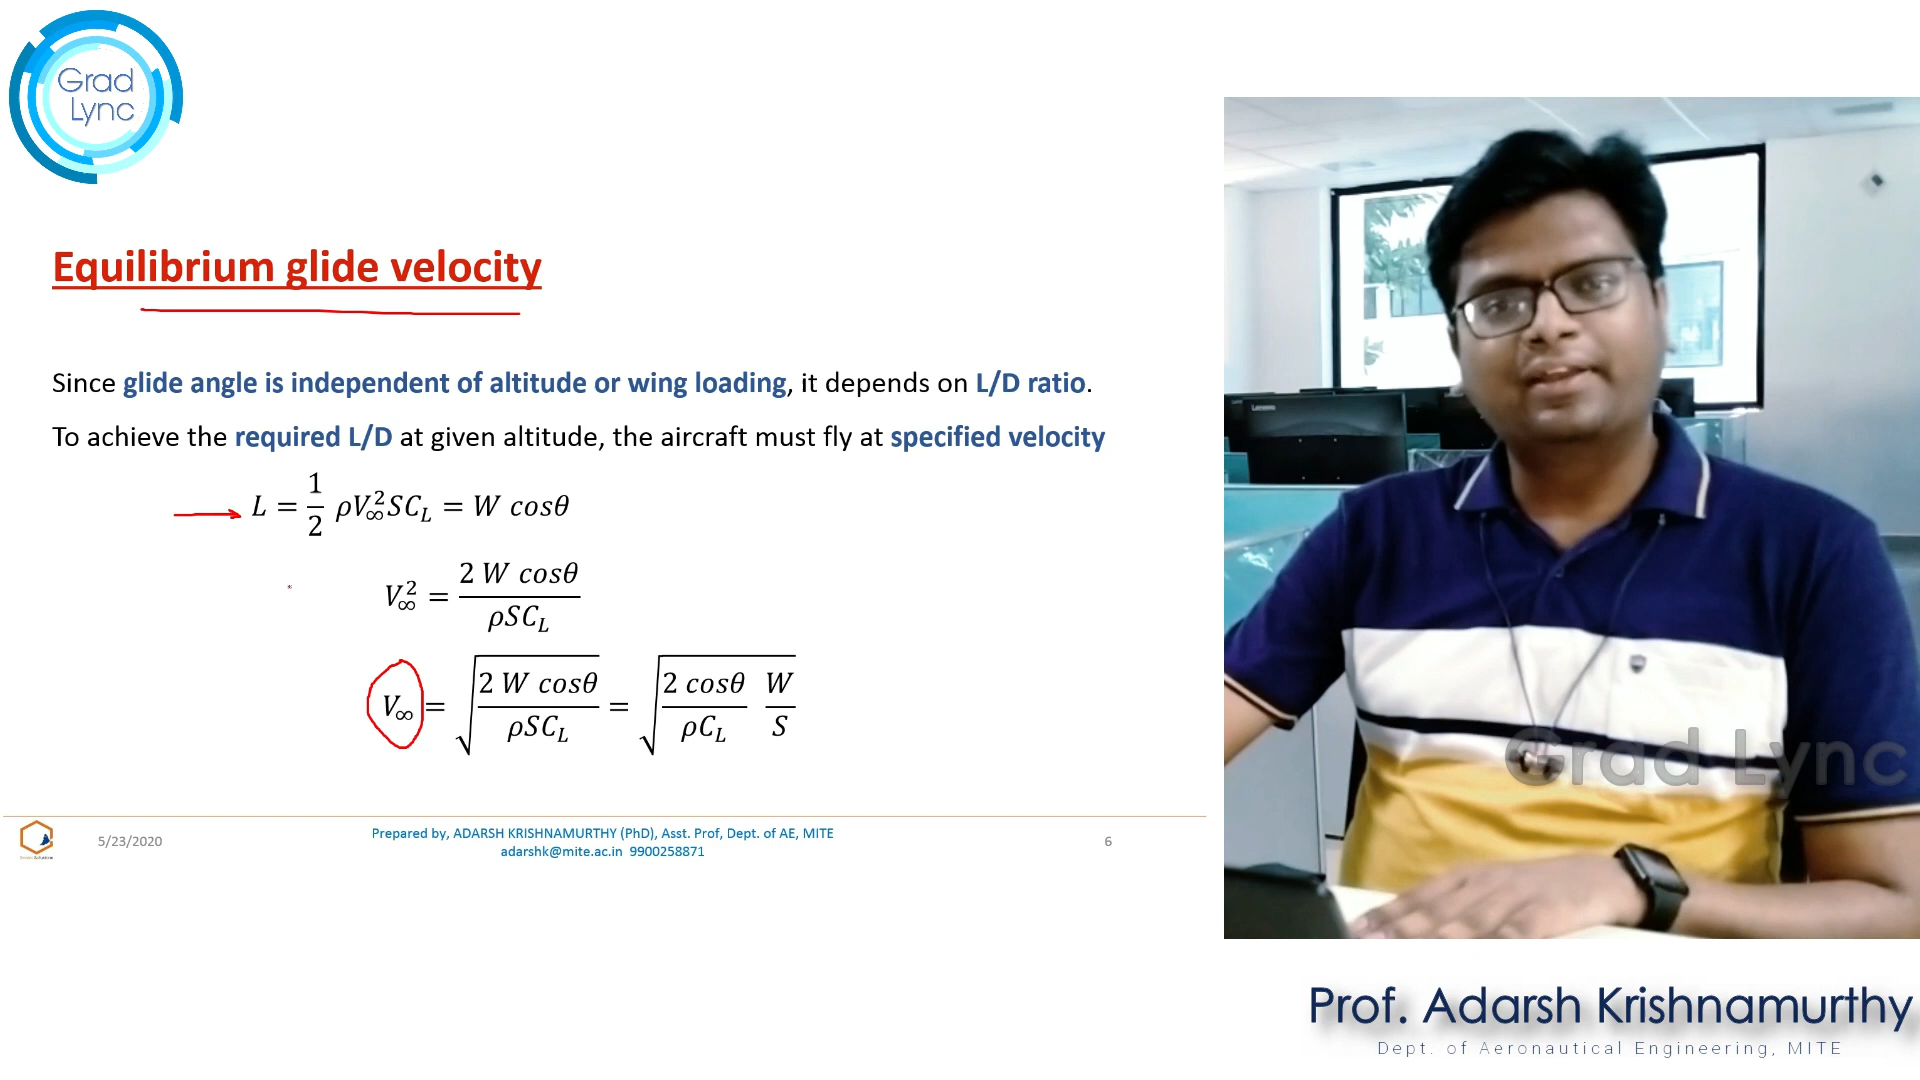 Grad
Lync
Equilibrium glide velocity
Since glide angle is independent of altitude or wing loading, it depends on L/D ratio.
To achieve the required L/D at given altitude, the aircraft must fly at specified velocity
L = 1/2 ρV∞²SC_L = W cosθ
V∞² = 2 W cosθ / ρSC_L
V∞ = √(2 W cosθ / ρSC_L) = √(2 cosθ / ρC_L W/S)
5/23/2020
Prepared by, ADARSH KRISHNAMURTHY (PhD), Asst. Prof, Dept. of AE, MITE
adarshk@mite.ac.in 9900258871
6
Lenovo
Grad Lync
Prof. Adarsh Krishnamurthy
Dept. of Aeronautical Engineering, MITE